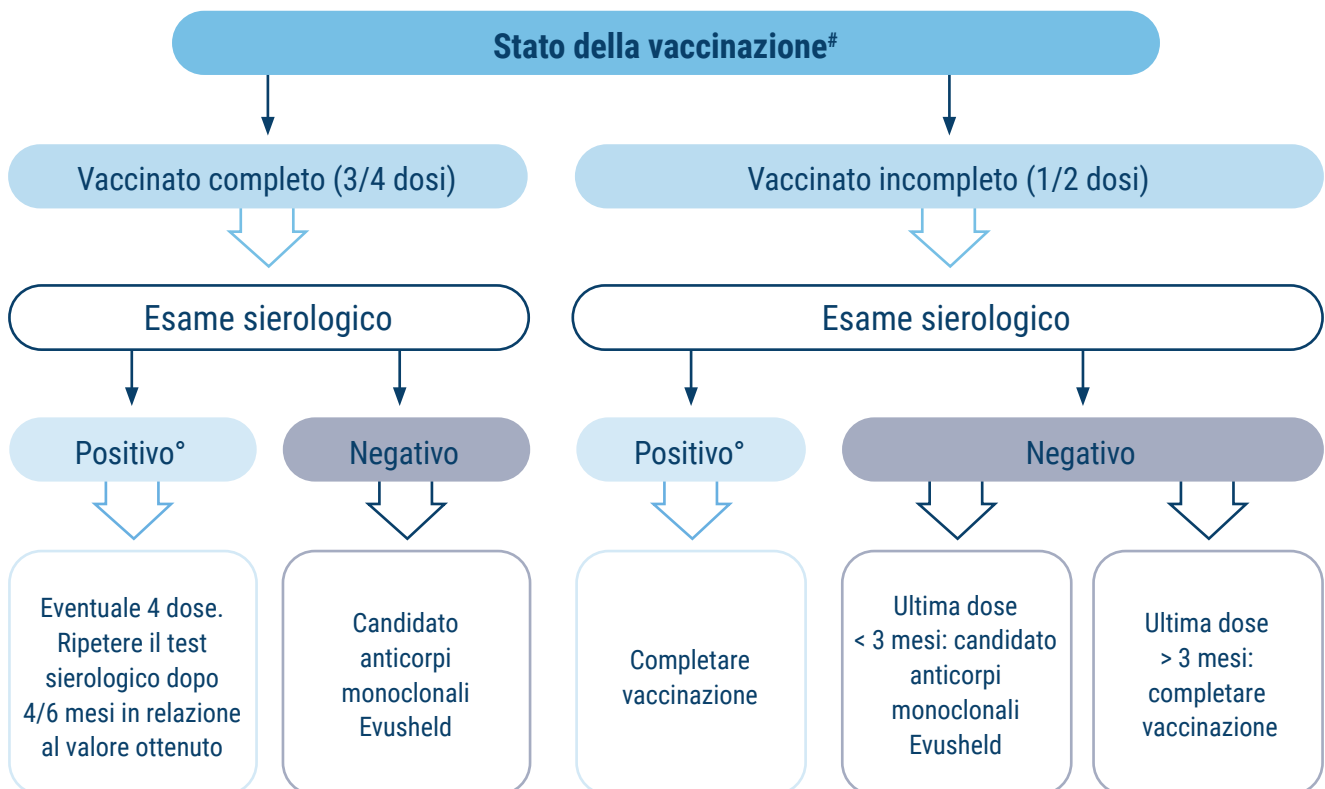 Stato della vaccinazione#
Vaccinato completo (3/4 dosi)
Vaccinato incompleto (1/2 dosi)
Esame sierologico
Esame sierologico
Positivo°
Negativo
Positivo°
Negativo
Eventuale 4 dose.
Ripetere il test
sierologico dopo
4/6 mesi in relazione
al valore ottenuto
Candidato
anticorpi
monoclonali
Evusheld
Completare
vaccinazione
Ultima dose
< 3 mesi: candidato
anticorpi
monoclonali
Evusheld
Ultima dose
> 3 mesi:
completare
vaccinazione